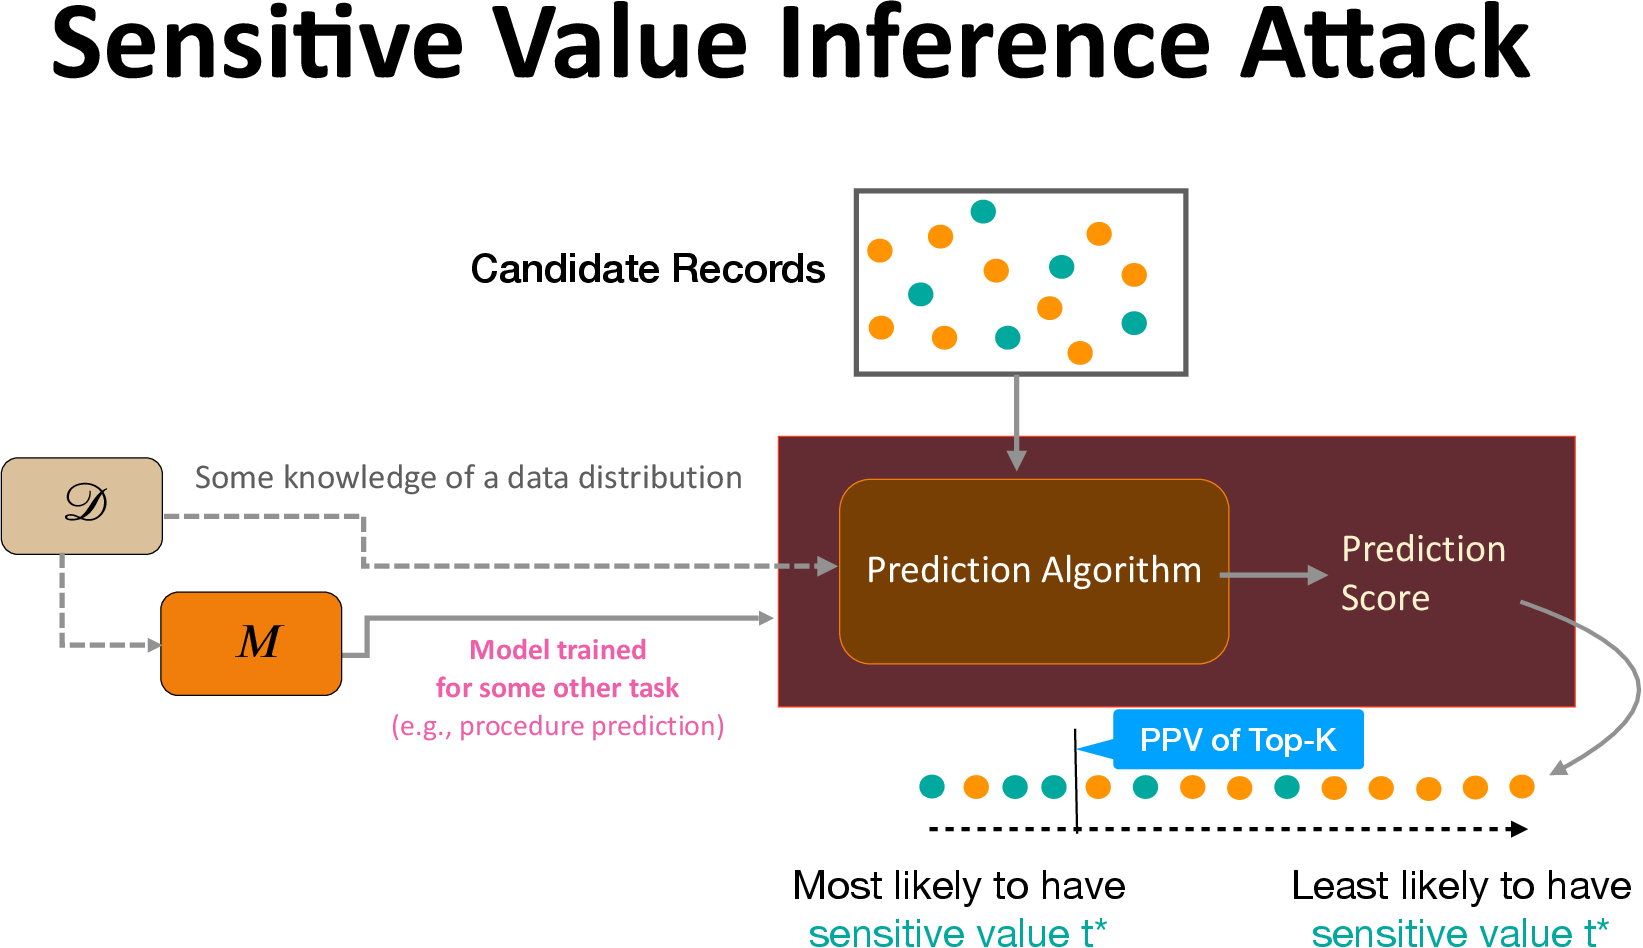 Sensitive Value Inference Attack
Candidate Records
𝒟
Some knowledge of a data distribution
Prediction Algorithm
Prediction
Score
M
Model trained
for some other task
(e.g., procedure prediction)
PPV of Top-K
Most likely to have
sensitive value t*
Least likely to have
sensitive value t*